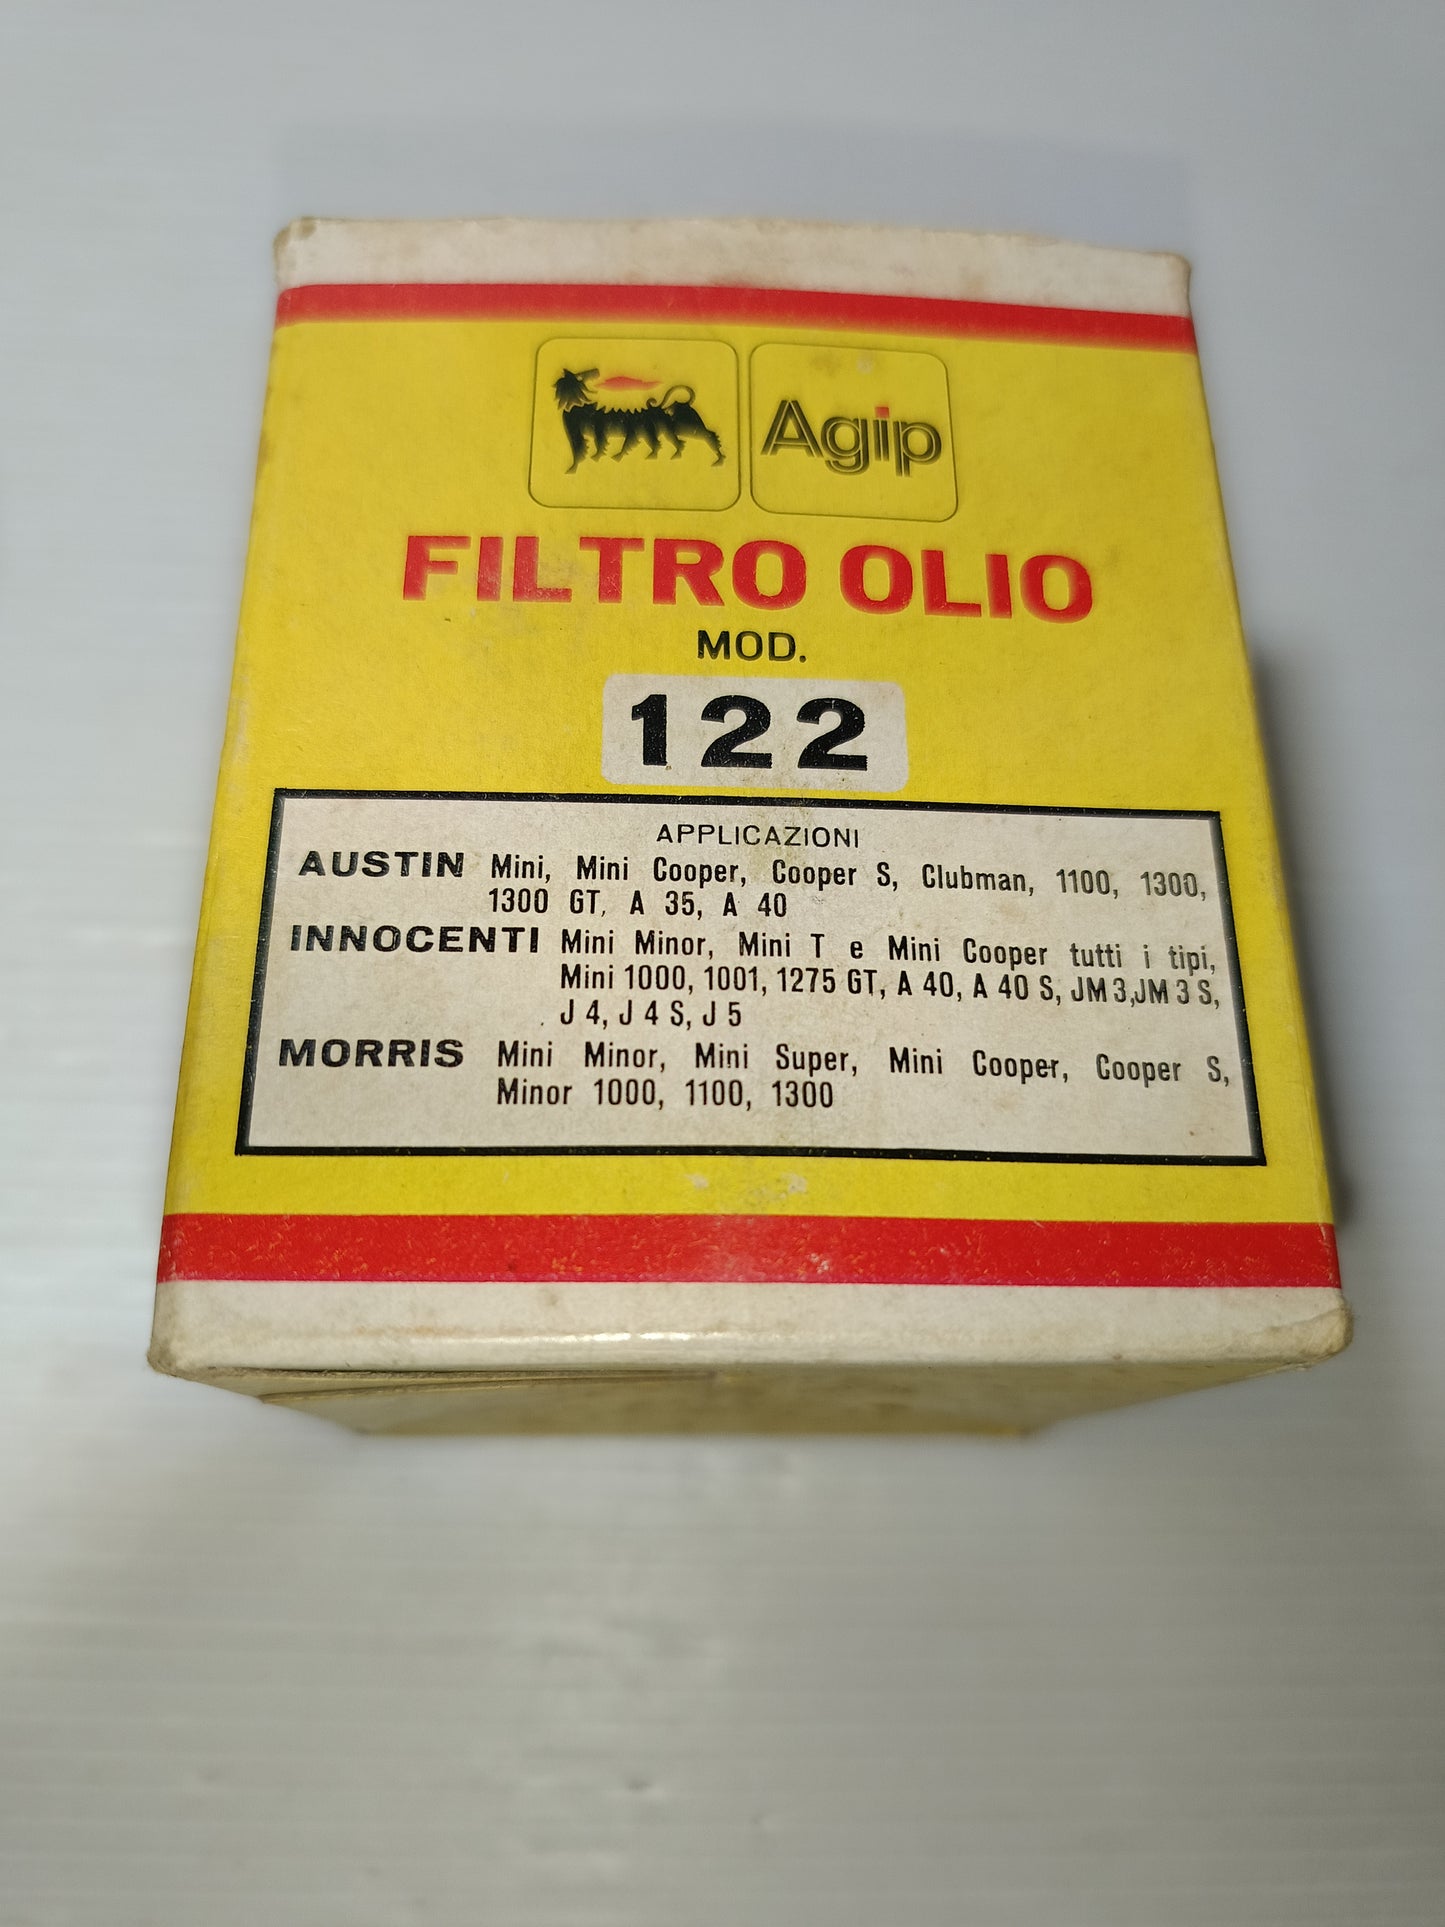 Agip
FILTRO OLIO
MOD.
122
APPLICAZIONI
AUSTIN Mini, Mini Cooper, Cooper S, Clubman, 1100, 1300,
1300 GT, A 35, A 40
INNOCENTI Mini Minor, Mini T e Mini Cooper tutti i tipi,
Mini 1000, 1001, 1275 GT, A 40, A 40 S, JM 3, JM 3 S,
J 4, J 4 S, J 5
MORRIS Mini Minor, Mini Super, Mini Cooper, Cooper S,
Minor 1000, 1100, 1300